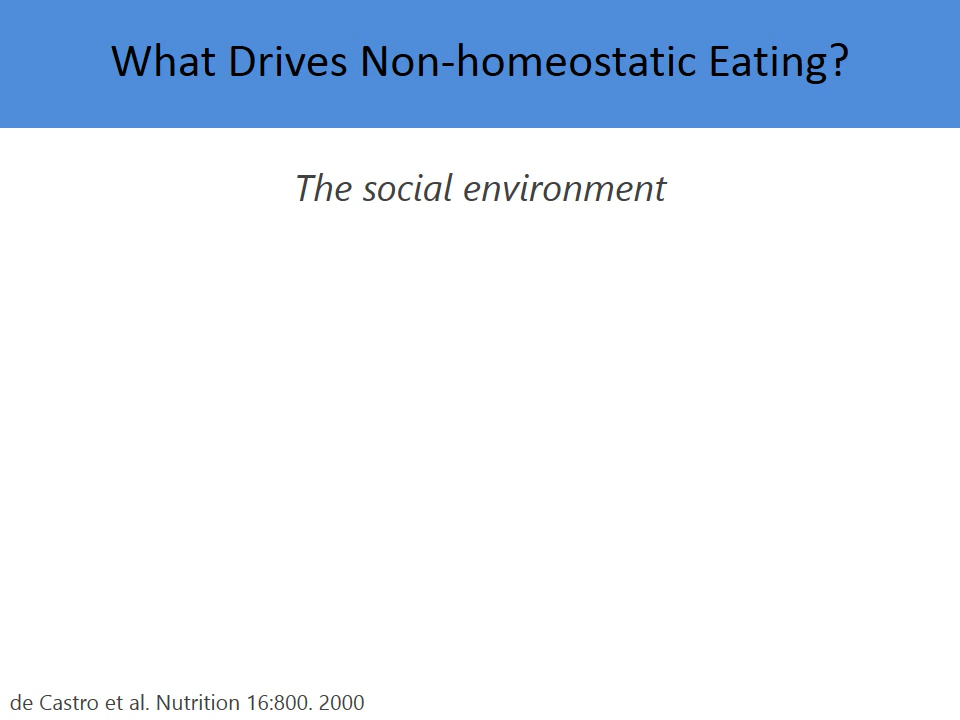 What Drives Non-homeostatic Eating?
The social environment
de Castro et al. Nutrition 16:800. 2000